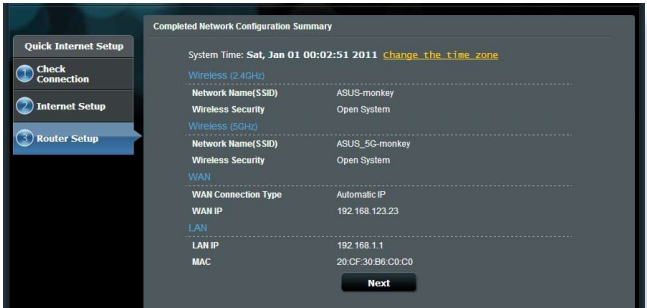 Completed Network Configuration Summary
Quick Internet Setup
1 Check Connection
2 Internet Setup
3 Router Setup
System Time: Sat, Jan 01 00:02:51 2011 Change the time zone
Wireless (2.4GHz)
Network Name(SSID) ASUS-monkey
Wireless Security Open System
Wireless (5GHz)
Network Name(SSID) ASUS_5G-monkey
Wireless Security Open System
WAN
WAN Connection Type Automatic IP
WAN IP 192.168.123.23
LAN
LAN IP 192.168.1.1
MAC 20:CF:30:B6:C0:C0
Next